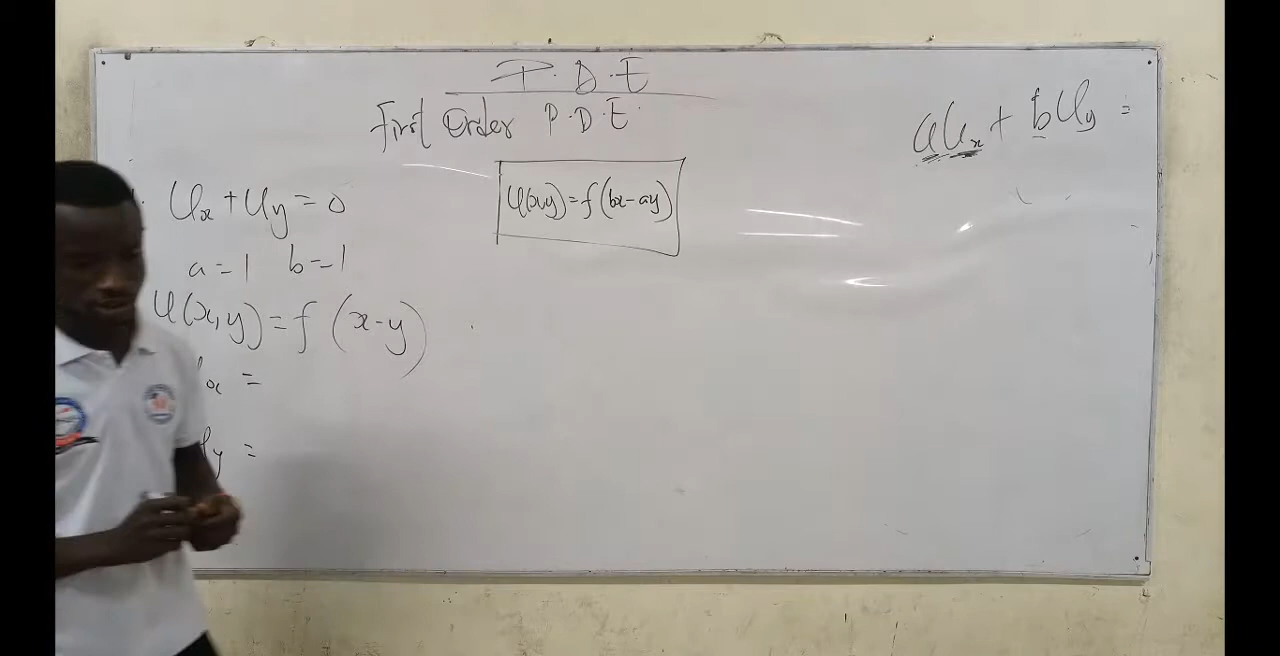 P.D.E
First Order P.D.E
aUx + bUy =
Ux + Uy = 0
U(x,y) = f(bx-ay)
a=1 b=1
U(x,y) = f(x-y)
x =
y =